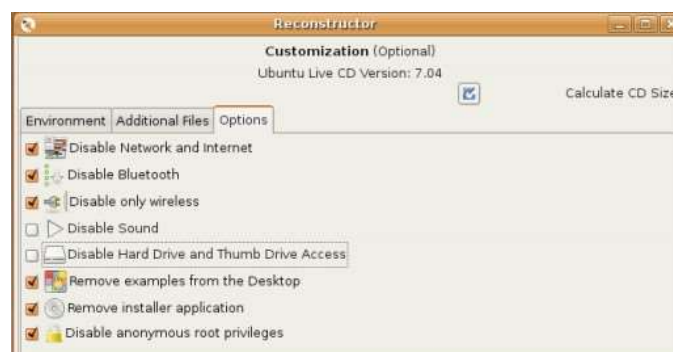 Reconstructor
Customization (Optional)
Ubuntu Live CD Version: 7.04
Calculate CD Size
Environment Additional Files Options
Disable Network and Internet
Disable Bluetooth
Disable only wireless
Disable Sound
Disable Hard Drive and Thumb Drive Access
Remove examples from the Desktop
Remove installer application
Disable anonymous root privileges